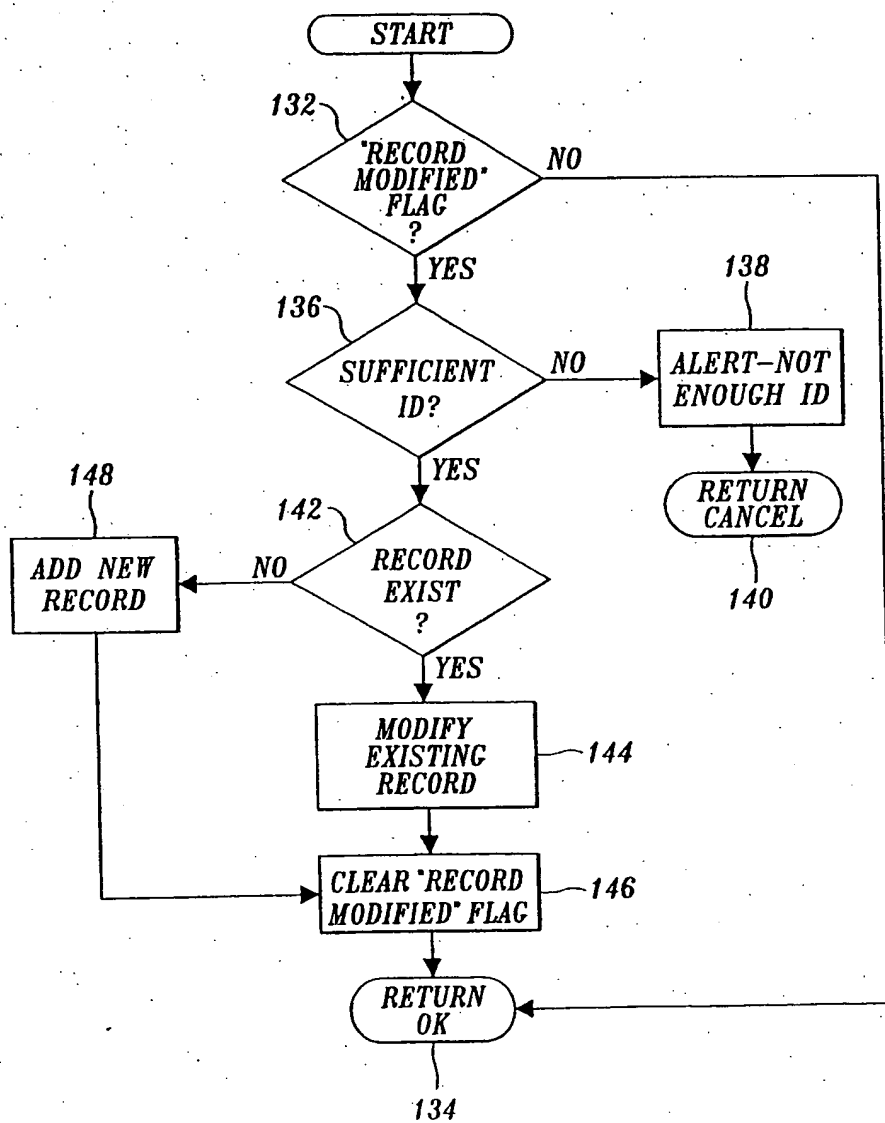 START
132
"RECORD
MODIFIED"
FLAG
?
NO
YES
136
SUFFICIENT
ID?
NO
138
ALERT-NOT
ENOUGH ID
YES
RETURN
CANCEL
140
148
ADD NEW
RECORD
142
NO
RECORD
EXIST
?
YES
MODIFY
EXISTING
RECORD
144
CLEAR "RECORD
MODIFIED" FLAG
146
RETURN
OK
134